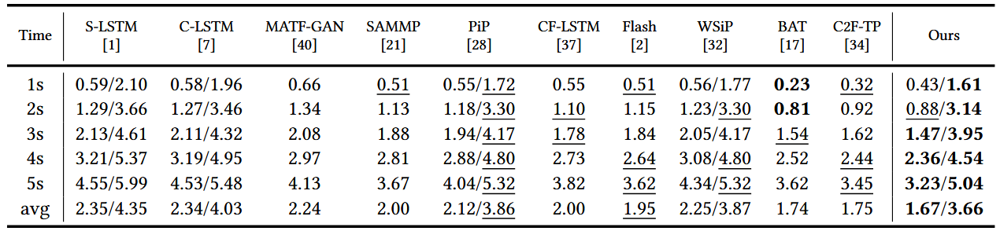 Time S-LSTM [1] C-LSTM [7] MATF-GAN [40] SAMMP [21] PiP [28] CF-LSTM [37] Flash [2] WSiP [32] BAT [17] C2F-TP [34] Ours
1s 0.59/2.10 0.58/1.96 0.66 0.51 0.55/1.72 0.55 0.51 0.56/1.77 0.23 0.32 0.43/1.61
2s 1.29/3.66 1.27/3.46 1.34 1.13 1.18/3.30 1.10 1.15 1.23/3.30 0.81 0.92 0.88/3.14
3s 2.13/4.61 2.11/4.32 2.08 1.88 1.94/4.17 1.78 1.84 2.05/4.17 1.54 1.62 1.47/3.95
4s 3.21/5.37 3.19/4.95 2.97 2.81 2.88/4.80 2.73 2.64 3.08/4.80 2.52 2.44 2.36/4.54
5s 4.55/5.99 4.53/5.48 4.13 3.67 4.04/5.32 3.82 3.62 4.34/5.32 3.62 3.45 3.23/5.04
avg 2.35/4.35 2.34/4.03 2.24 2.00 2.12/3.86 2.00 1.95 2.25/3.87 1.74 1.75 1.67/3.66